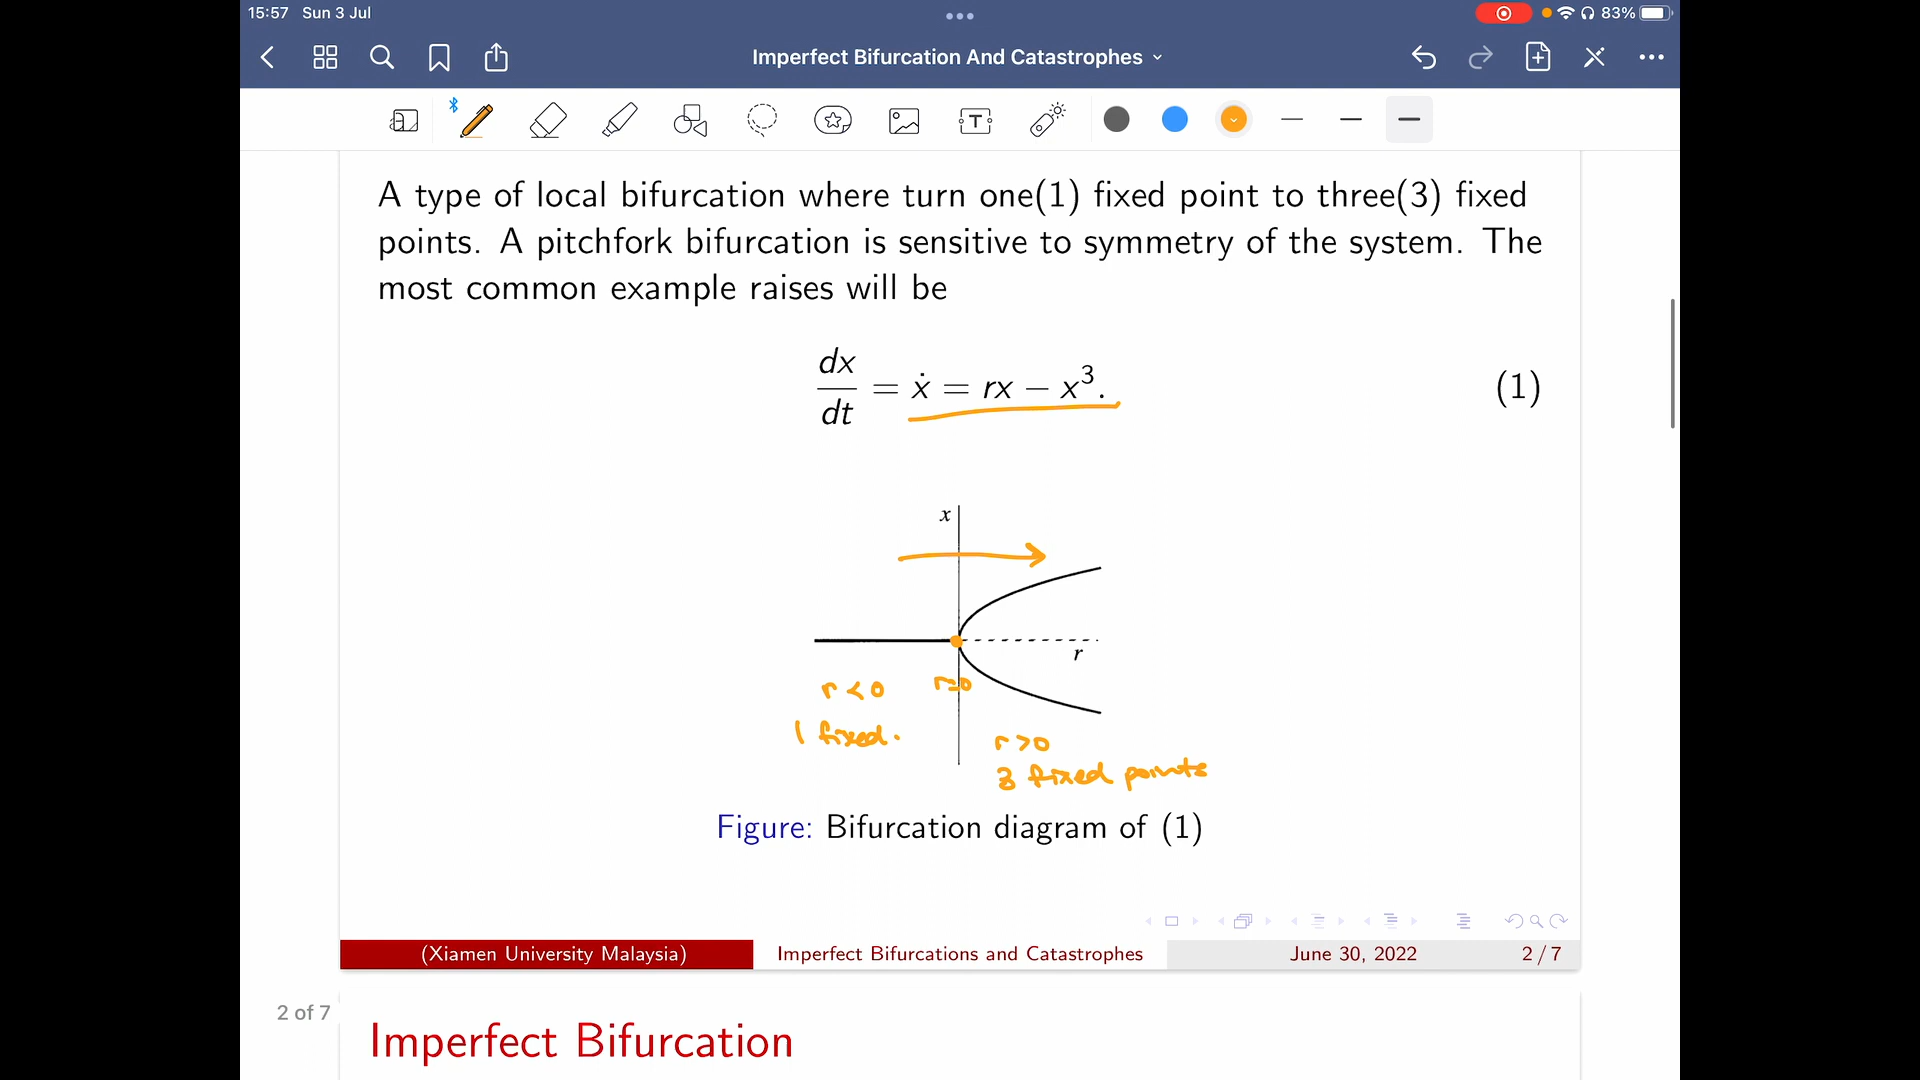 15:57 Sun 3 Jul
83%
Imperfect Bifurcation And Catastrophes
A type of local bifurcation where turn one(1) fixed point to three(3) fixed
points. A pitchfork bifurcation is sensitive to symmetry of the system. The
most common example raises will be
dx/dt = ẋ = rx − x³. (1)
x
r
r < 0 r=0
1 fixed.
r > 0
3 fixed points
Figure: Bifurcation diagram of (1)
(Xiamen University Malaysia) Imperfect Bifurcations and Catastrophes June 30, 2022 2 / 7
2 of 7
Imperfect Bifurcation